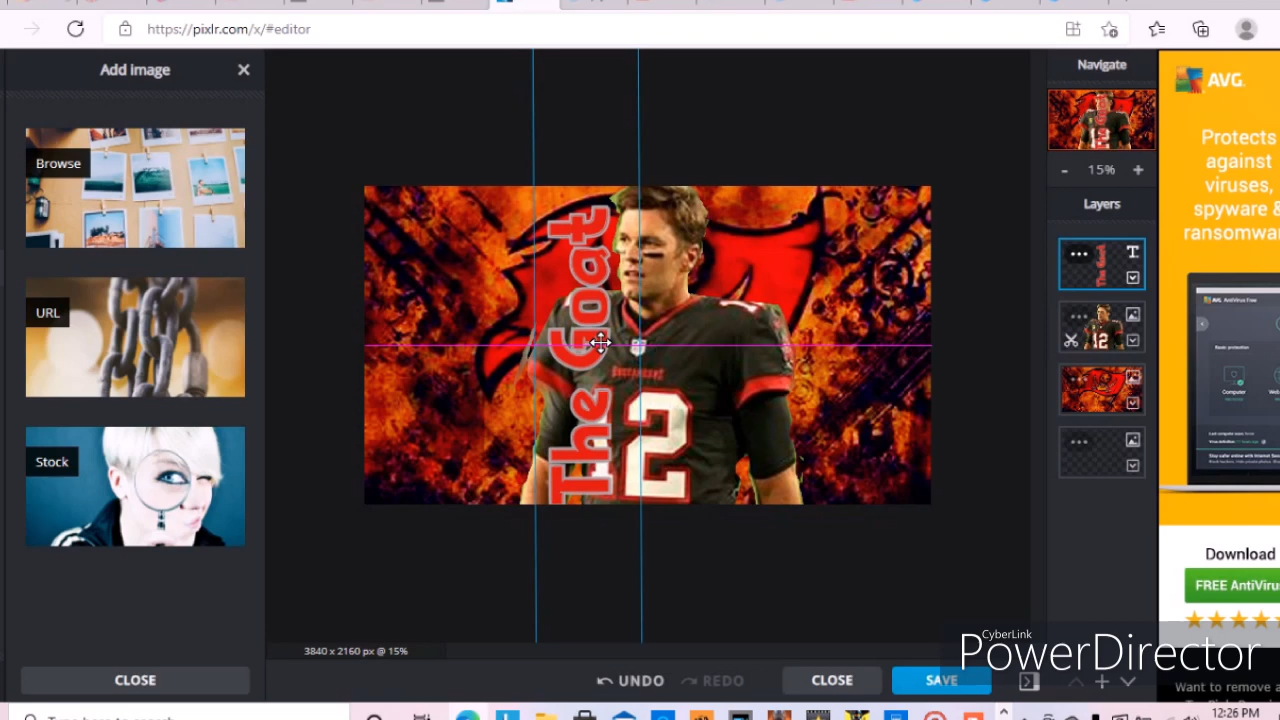 https://pixlr.com/x/#editor
Add image
Browse
URL
Stock
CLOSE
The Goat
BUCCANEERS
12
3840 x 2160 px @ 15%
UNDO
REDO
CLOSE
SAVE
Navigate
15%
Layers
T
AVG
Protects
against
viruses,
spyware &
ransomwa
Download
FREE AntiViru
Want to remove a
CyberLink
PowerDirector
12:26 PM